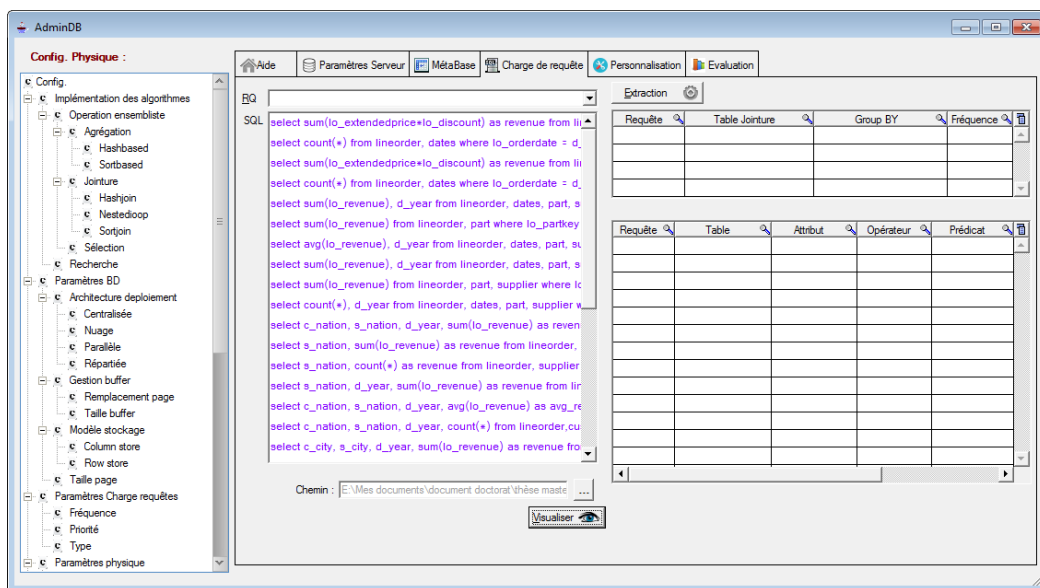 AdminDB
Config. Physique :
Config.
Implémentation des algorithmes
Operation ensembliste
Agrégation
Hashbased
Sortbased
Jointure
Hashjoin
Nestedloop
Sortjoin
Sélection
Recherche
Paramètres BD
Architecture deploiement
Centralisée
Nuage
Parallèle
Répartiée
Gestion buffer
Remplacement page
Taille buffer
Modèle stockage
Column store
Row store
Taille page
Paramètres Charge requêtes
Fréquence
Priorité
Type
Paramètres physique
Aide
Paramètres Serveur
MétaBase
Charge de requête
Personnalisation
Evaluation
RQ
SQL
select sum(lo_extendedprice*lo_discount) as revenue from li
select count(*) from lineorder, dates where lo_orderdate = d_
select sum(lo_extendedprice*lo_discount) as revenue from li
select count(*) from lineorder, dates where lo_orderdate = d_
select sum(lo_revenue), d_year from lineorder, dates, part, s
select sum(lo_revenue) from lineorder, part where lo_partkey
select avg(lo_revenue), d_year from lineorder, dates, part, su
select sum(lo_revenue), d_year from lineorder, dates, part, s
select sum(lo_revenue) from lineorder, part, supplier where lo
select count(*), d_year from lineorder, dates, part, supplier w
select c_nation, s_nation, d_year, sum(lo_revenue) as reven
select s_nation, sum(lo_revenue) as revenue from lineorder,
select s_nation, count(*) as revenue from lineorder, supplier
select s_nation, d_year, sum(lo_revenue) as revenue from lin
select c_nation, s_nation, d_year, avg(lo_revenue) as avg_re
select c_nation, s_nation, d_year, count(*) from lineorder,cu
select c_city, s_city, d_year, sum(lo_revenue) as revenue fro
Chemin :
E:\Mes documents\document doctorat\thèse maste
...
Visualiser
Extraction
Requête Table Jointure Group BY Fréquence
Requête Table Attribut Opérateur Prédicat